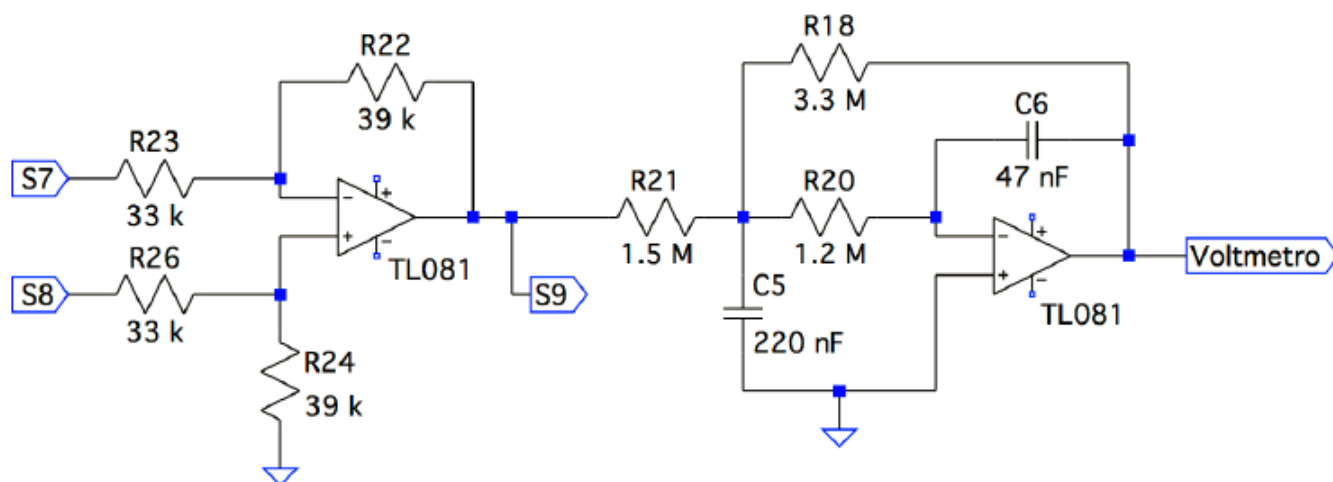 R18
3.3 M
R22
39 k
C6
47 nF
R23
S7
33 k
-
+
+
-
TL081
R21
1.5 M
R20
1.2 M
-
+
+
-
TL081
Voltmetro
S8
R26
33 k
S9
C5
220 nF
R24
39 k